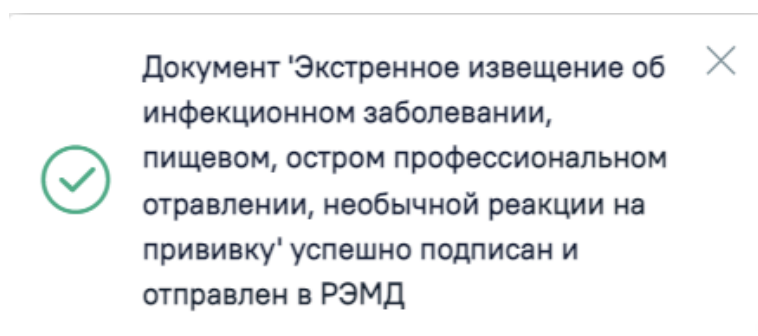 Документ 'Экстренное извещение об
инфекционном заболевании,
пищевом, остром профессиональном
отравлении, необычной реакции на
прививку' успешно подписан и
отправлен в РЭМД